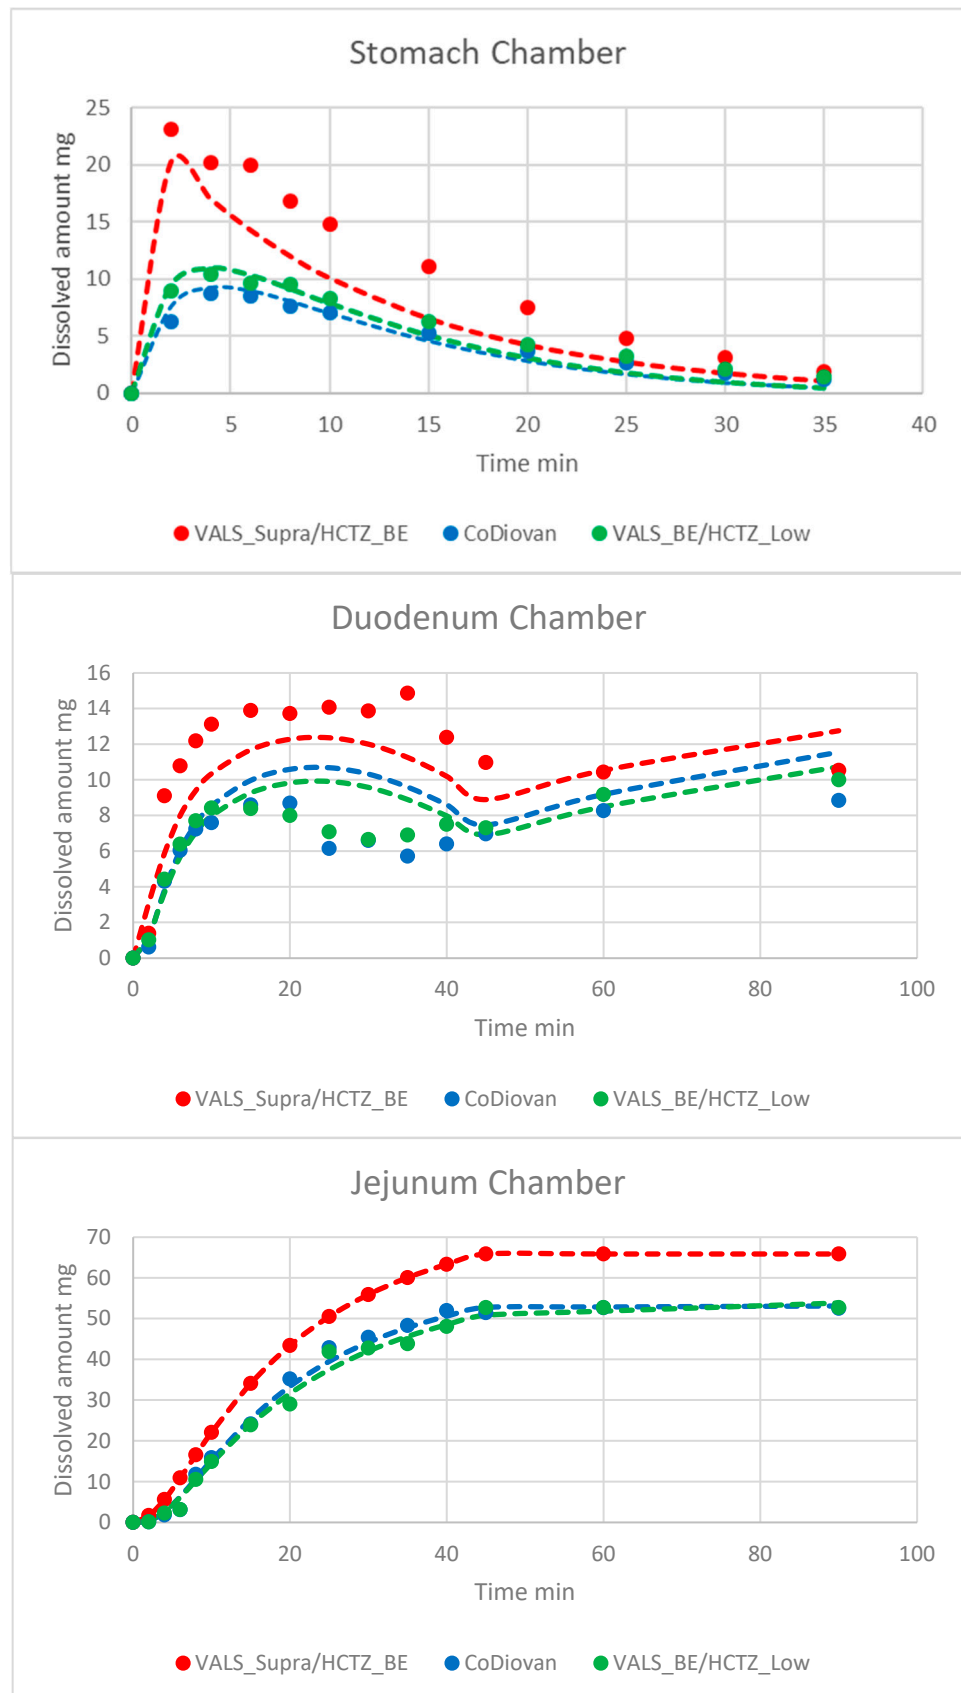 Stomach Chamber
Dissolved amount mg
25
20
15
10
5
0
0 5 10 15 20 25 30 35 40
Time min
VALS_Supra/HCTZ_BE CoDiovan VALS_BE/HCTZ_Low
Duodenum Chamber
Dissolved amount mg
16
14
12
10
8
6
4
2
0
0 20 40 60 80 100
Time min
VALS_Supra/HCTZ_BE CoDiovan VALS_BE/HCTZ_Low
Jejunum Chamber
Dissolved amount mg
70
60
50
40
30
20
10
0
0 20 40 60 80 100
Time min
VALS_Supra/HCTZ_BE CoDiovan VALS_BE/HCTZ_Low